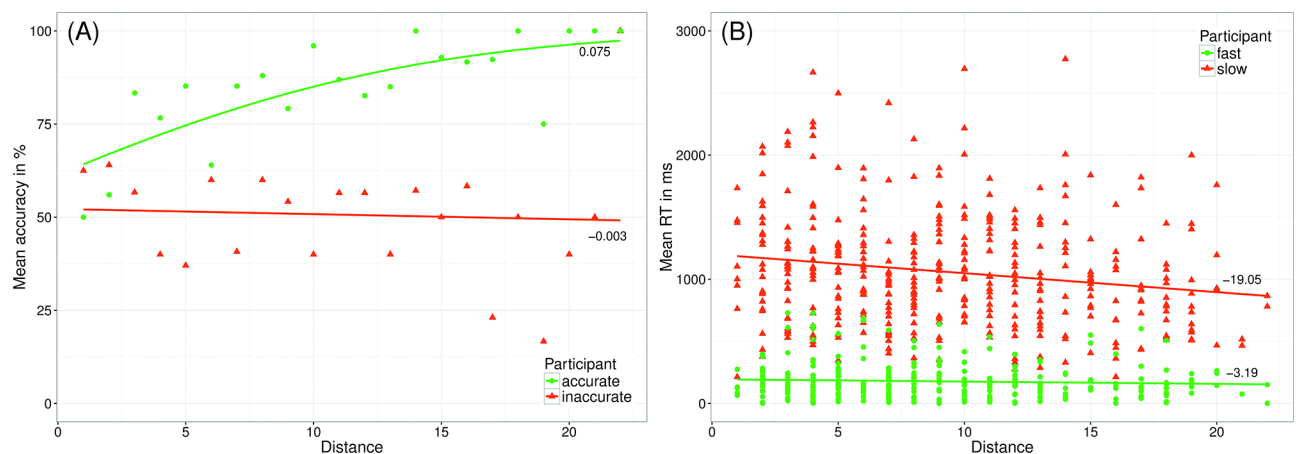 (A)
Mean accuracy in %
100
75
50
25
0
0.075
−0.003
Participant
accurate
inaccurate
0
5
10
15
20
Distance
(B)
Mean RT in ms
3000
2000
1000
0
Participant
fast
slow
−19.05
−3.19
0
5
10
15
20
Distance